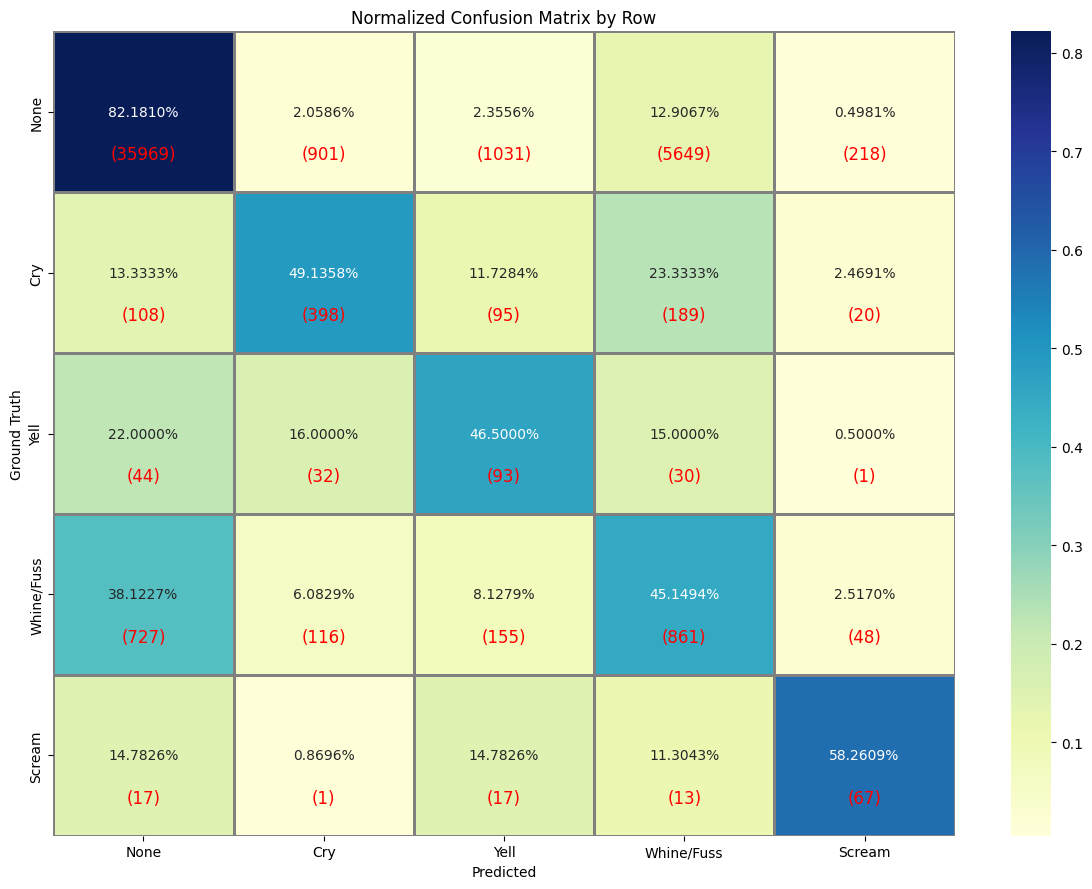 Normalized Confusion Matrix by Row
None
82.1810% 2.0586% 2.3556% 12.9067% 0.4981%
(35969) (901) (1031) (5649) (218)
Cry
13.3333% 49.1358% 11.7284% 23.3333% 2.4691%
(108) (398) (95) (189) (20)
Ground Truth
Yell
22.0000% 16.0000% 46.5000% 15.0000% 0.5000%
(44) (32) (93) (30) (1)
Whine/Fuss
38.1227% 6.0829% 8.1279% 45.1494% 2.5170%
(727) (116) (155) (861) (48)
Scream
14.7826% 0.8696% 14.7826% 11.3043% 58.2609%
(17) (1) (17) (13) (67)
None Cry Yell Whine/Fuss Scream
Predicted
0.8
0.7
0.6
0.5
0.4
0.3
0.2
0.1